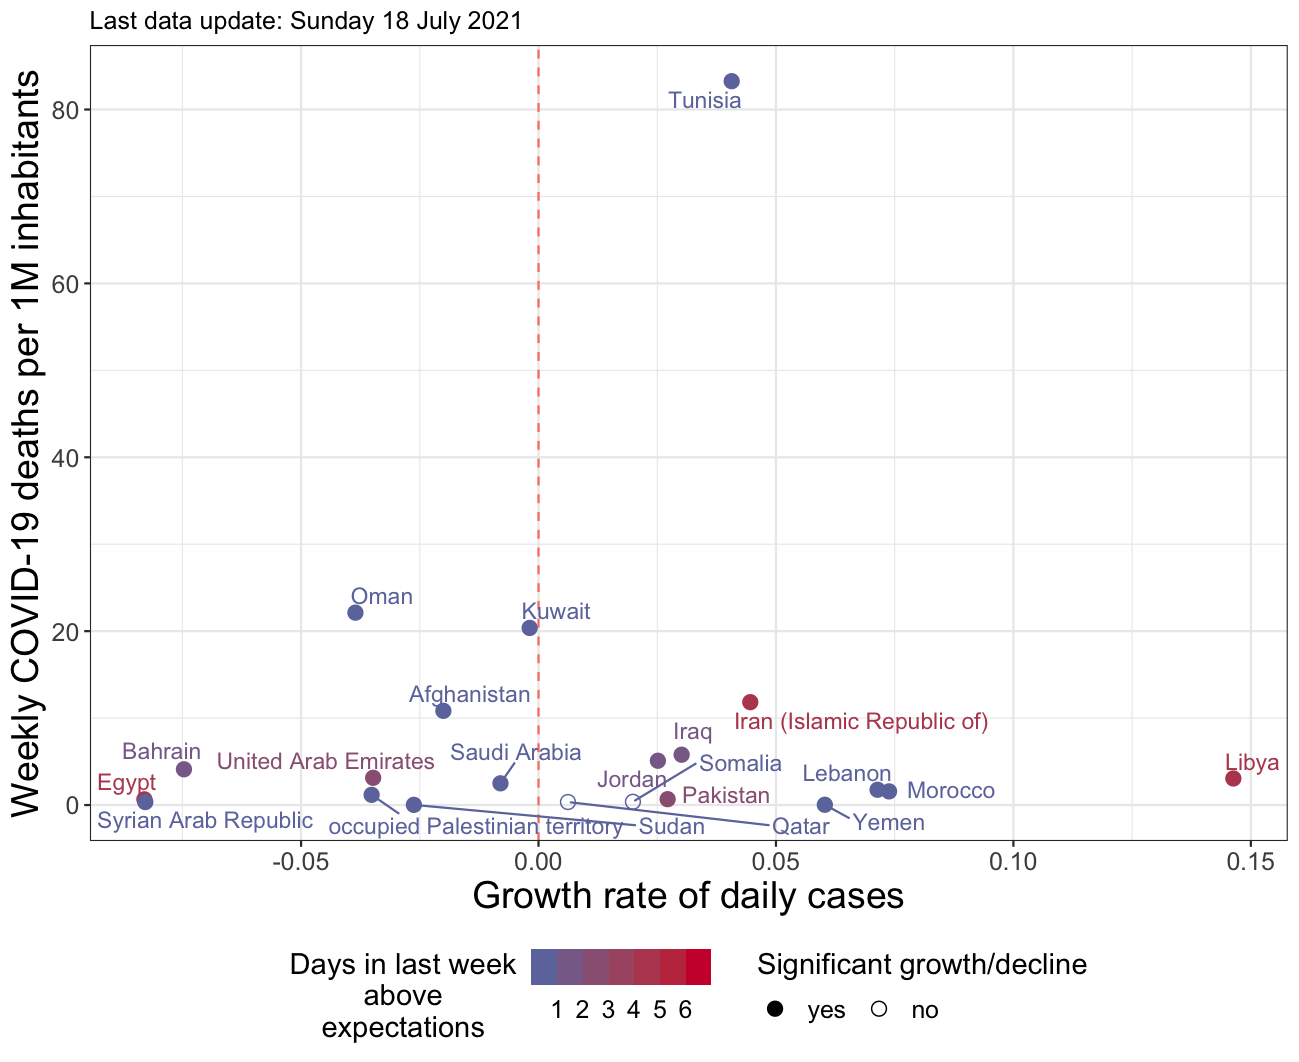 Last data update: Sunday 18 July 2021
Weekly COVID-19 deaths per 1M inhabitants
80
60
40
20
0
Tunisia
Oman
Kuwait
Afghanistan
Iran (Islamic Republic of)
Iraq
Bahrain
United Arab Emirates
Saudi Arabia
Somalia
Libya
Egypt
Jordan
Lebanon
Pakistan
Morocco
Syrian Arab Republic
occupied Palestinian territory
Sudan
Qatar
Yemen
-0.05
0.00
0.05
0.10
0.15
Growth rate of daily cases
Days in last week
above
expectations
1 2 3 4 5 6
Significant growth/decline
yes
no